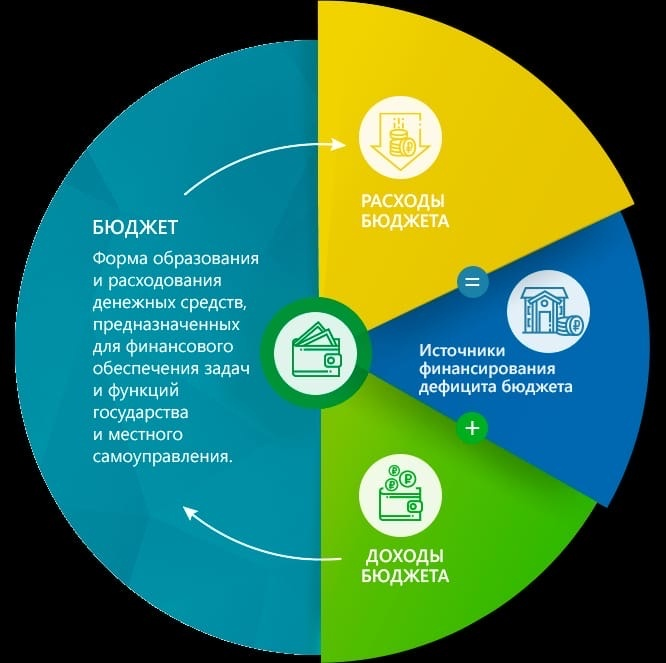 РАСХОДЫ
БЮДЖЕТА
БЮДЖЕТ
Форма образования
и расходования
денежных средств,
предназначенных
для финансового
обеспечения задач
и функций
государства
и местного
самоуправления.
=
Источники
финансирования
дефицита бюджета
+
ДОХОДЫ
БЮДЖЕТА